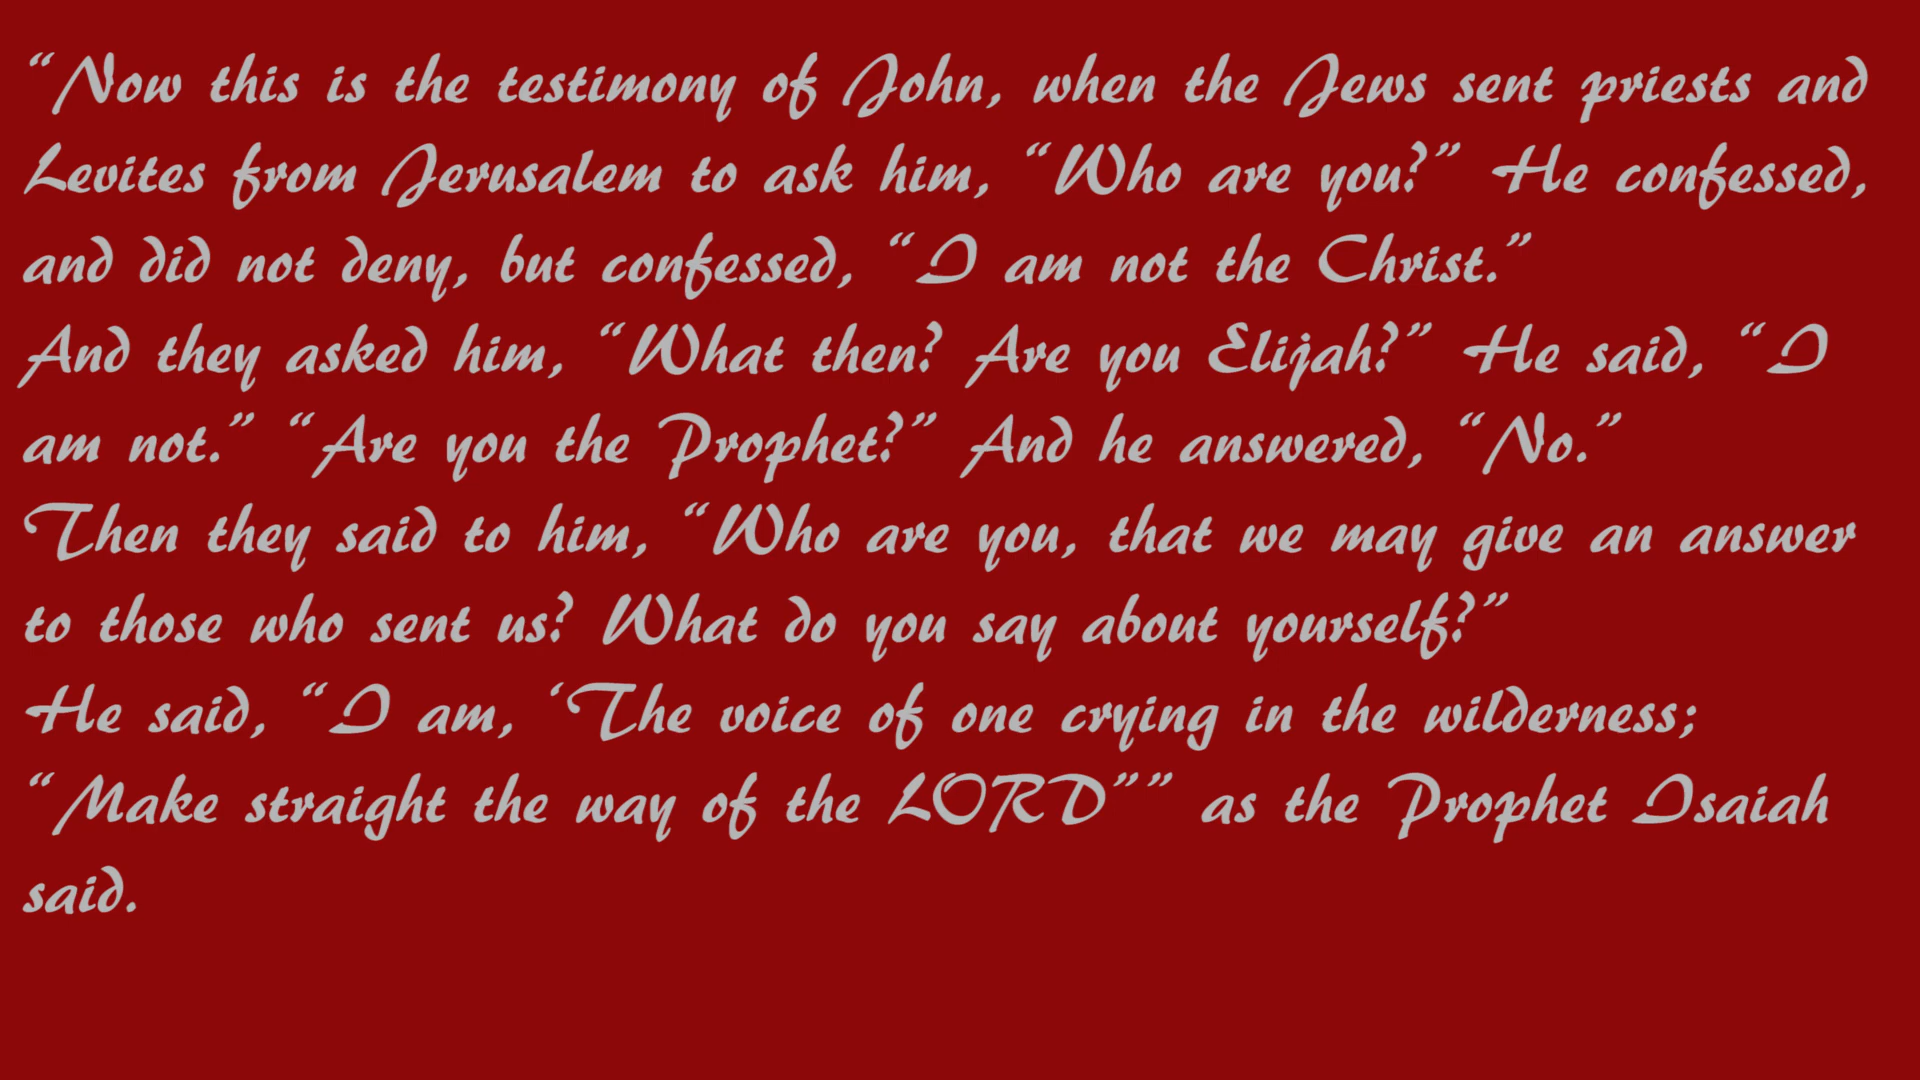 “Now this is the testimony of John, when the Jews sent priests and
Levites from Jerusalem to ask him, “Who are you?” He confessed,
and did not deny, but confessed, “I am not the Christ.”
And they asked him, “What then? Are you Elijah?” He said, “I
am not.” “Are you the Prophet?” And he answered, “No.”
Then they said to him, “Who are you, that we may give an answer
to those who sent us? What do you say about yourself?”
He said, “I am, ‘The voice of one crying in the wilderness;
“Make straight the way of the LORD”” as the Prophet Isaiah
said.